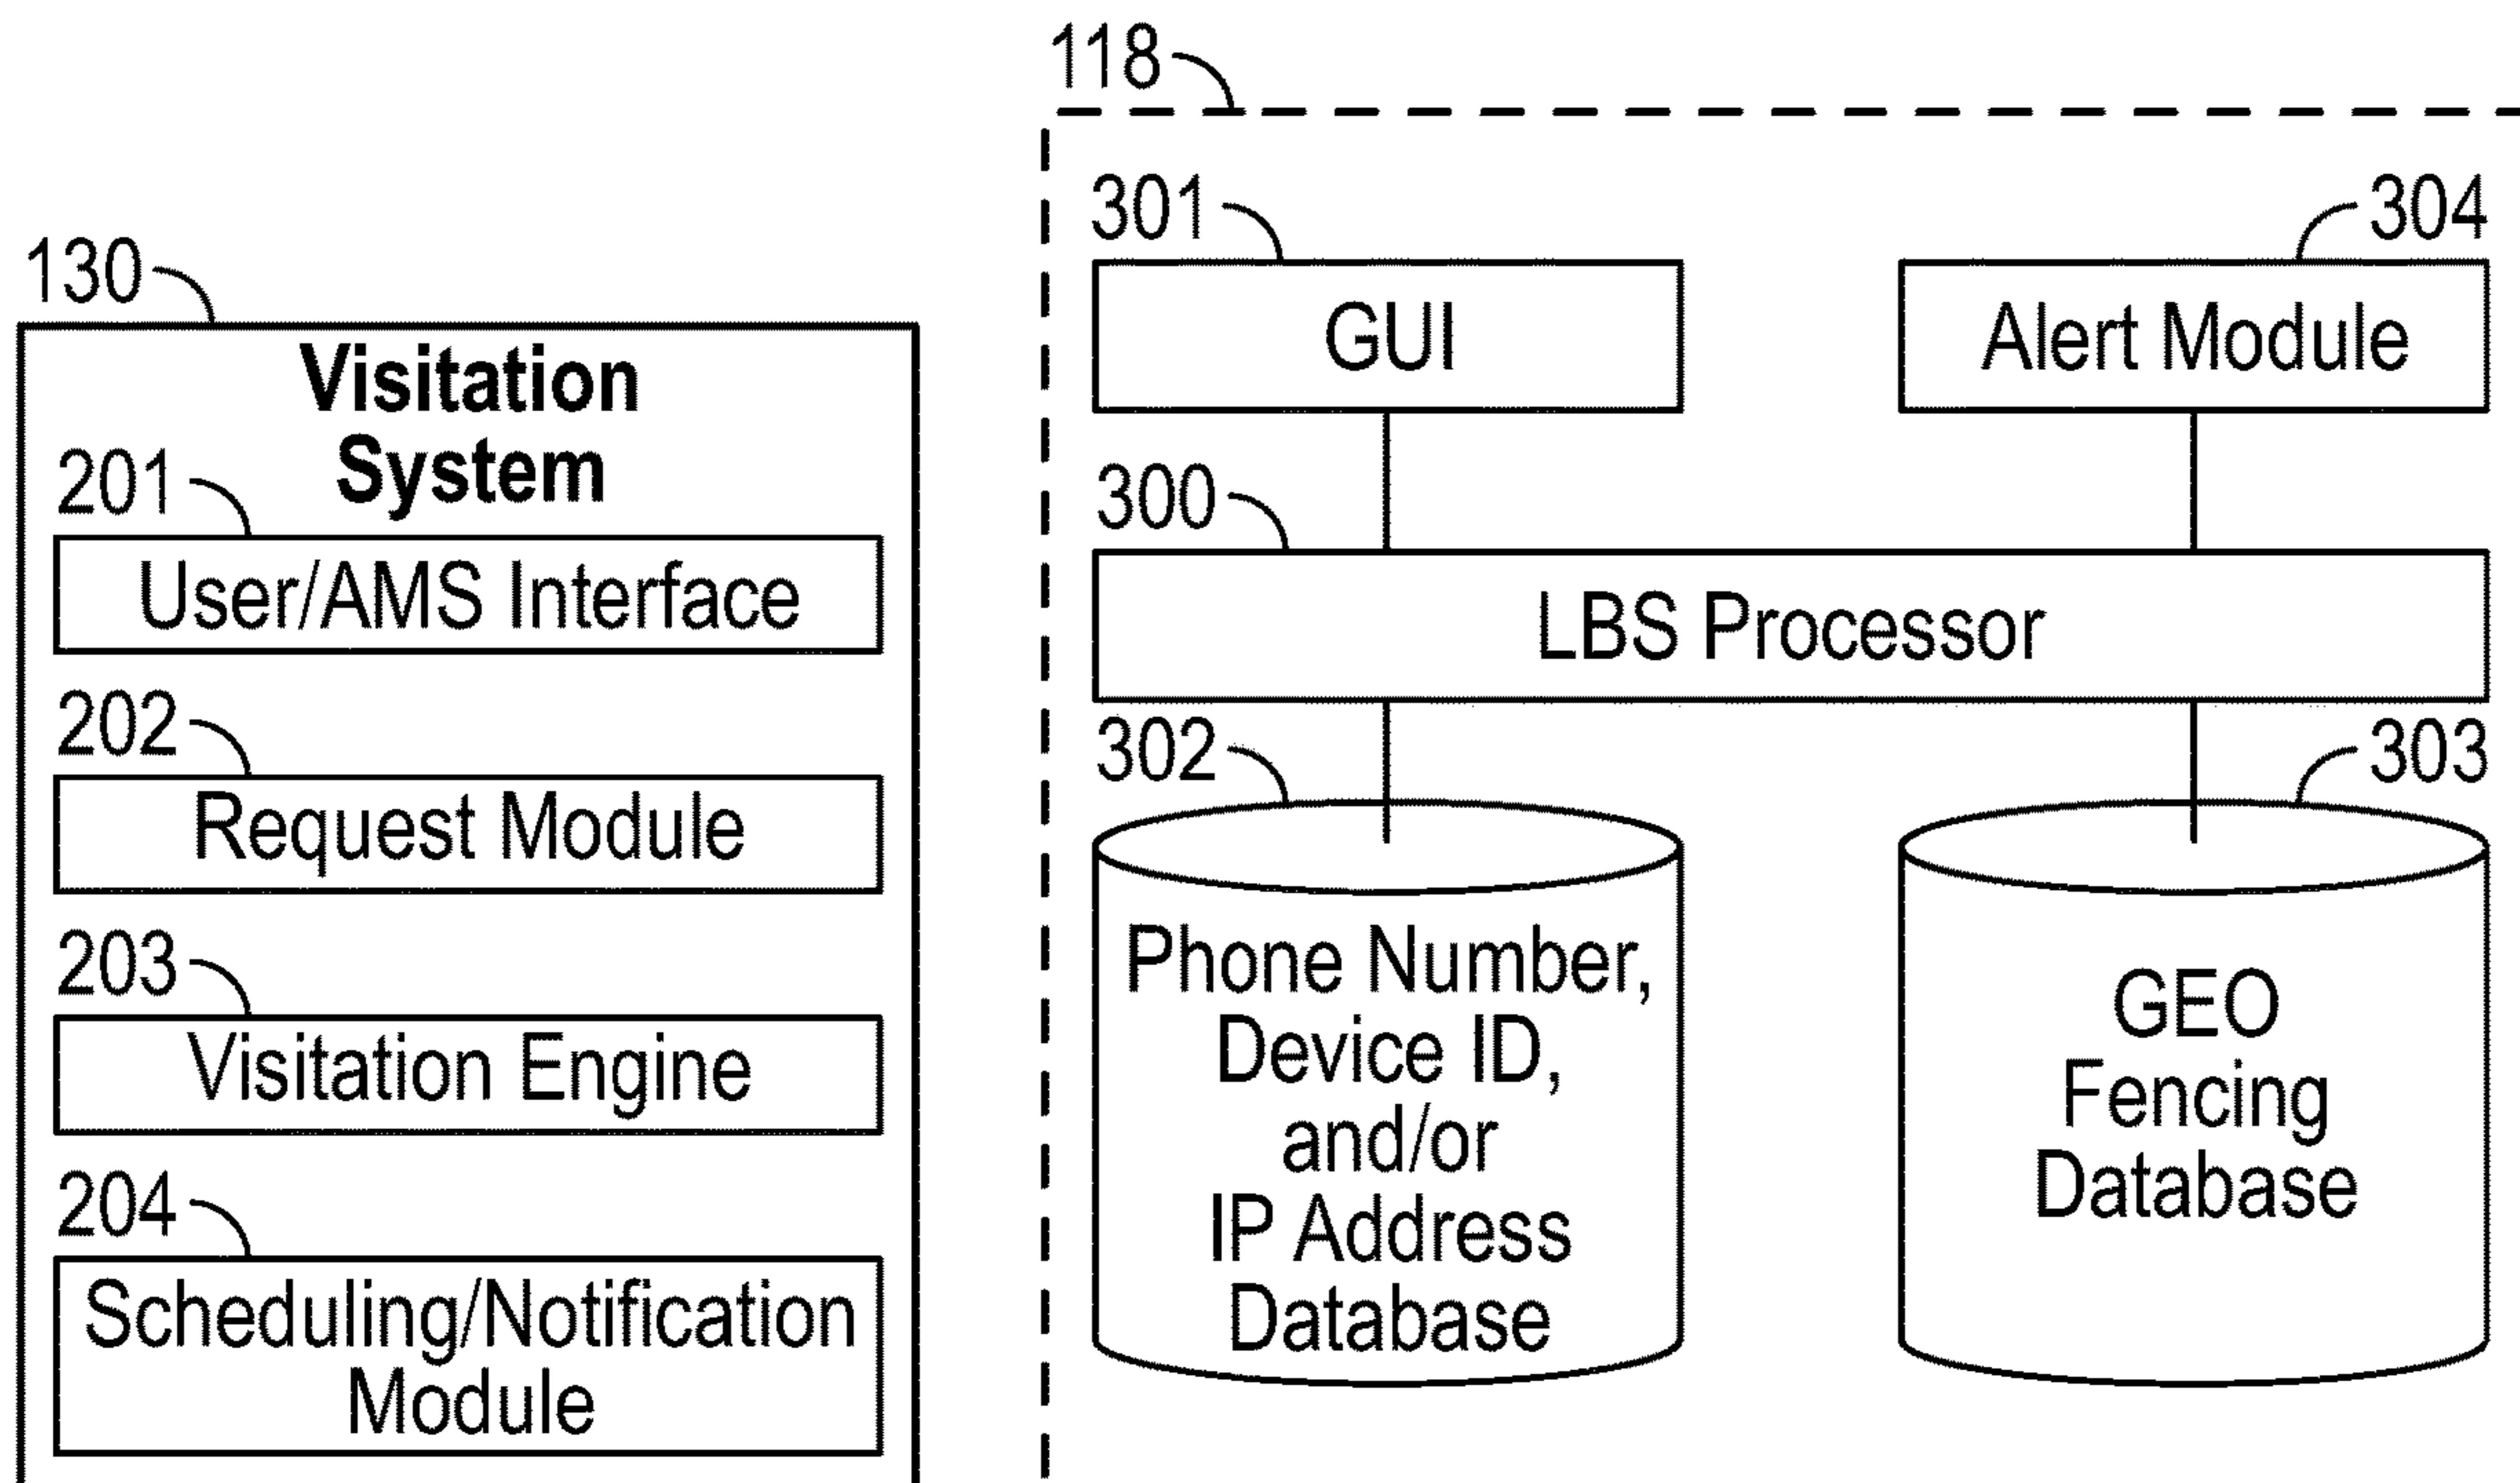 130
Visitation
System
201
User/AMS Interface
202
Request Module
203
Visitation Engine
204
Scheduling/Notification
Module
118
301
GUI
304
Alert Module
300
LBS Processor
302
Phone Number,
Device ID,
and/or
IP Address
Database
303
GEO
Fencing
Database